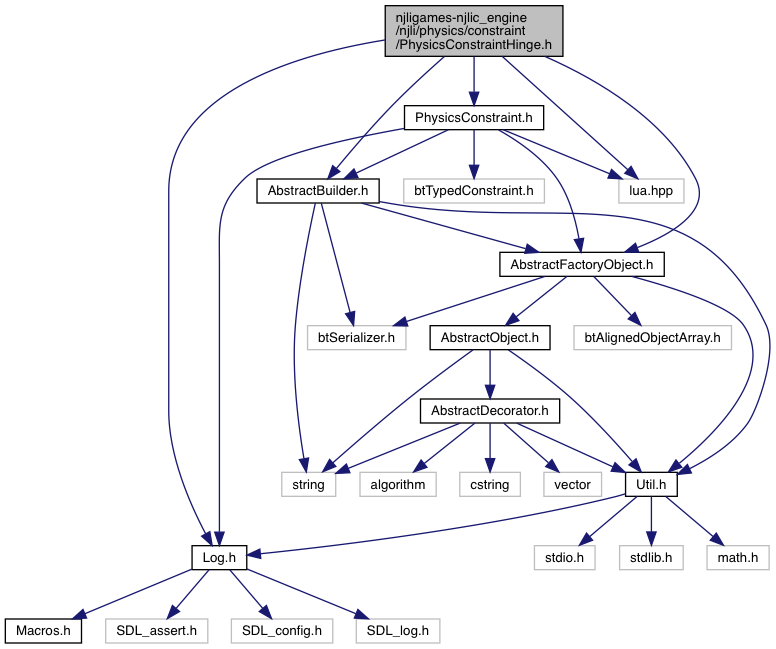 njligames-njlic_engine
/njli/physics/constraint
/PhysicsConstraintHinge.h
PhysicsConstraint.h
AbstractBuilder.h
btTypedConstraint.h
lua.hpp
AbstractFactoryObject.h
btSerializer.h
AbstractObject.h
btAlignedObjectArray.h
AbstractDecorator.h
string
algorithm
cstring
vector
Util.h
Log.h
stdio.h
stdlib.h
math.h
Macros.h
SDL_assert.h
SDL_config.h
SDL_log.h